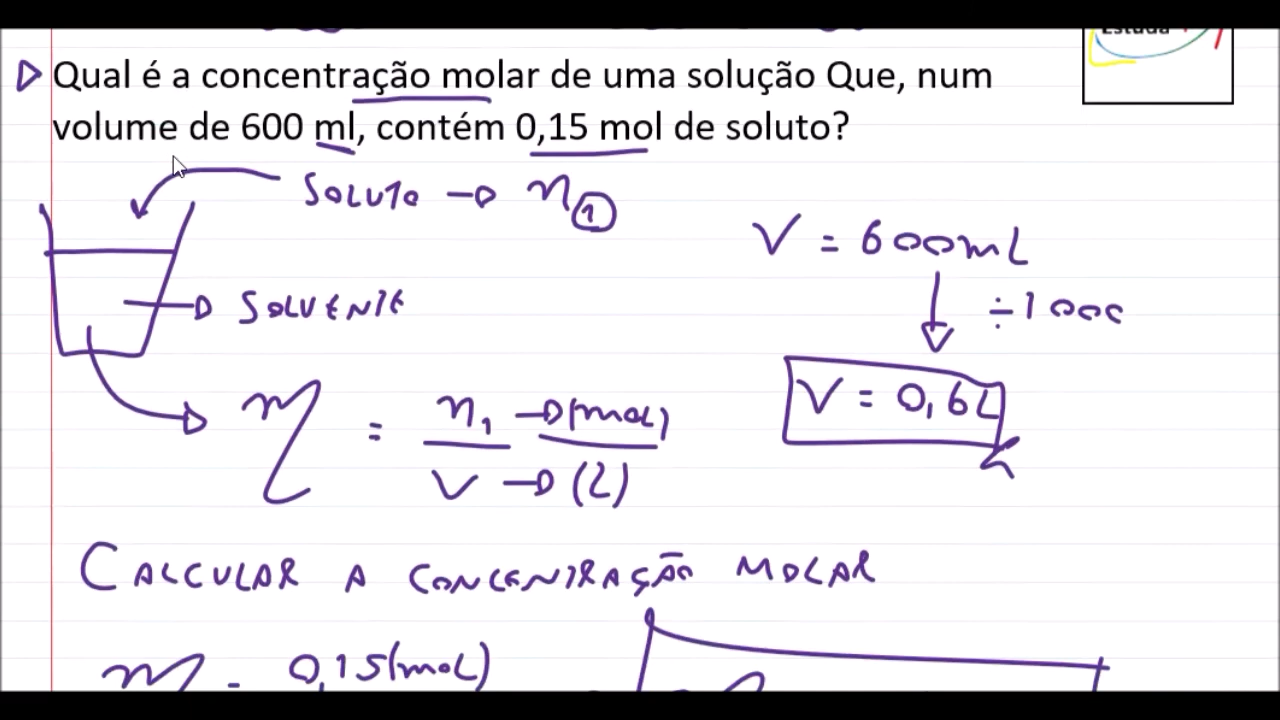 Estuda
Qual é a concentração molar de uma solução Que, num
volume de 600 ml, contém 0,15 mol de soluto?
SOLUTO → n1
V = 600mL
÷1000
SOLVENTE
V = 0,6L
M = n1 → (mol)
V → (L)
CALCULAR A CONCENTRAÇÃO MOLAR
M = 0,15(mol)